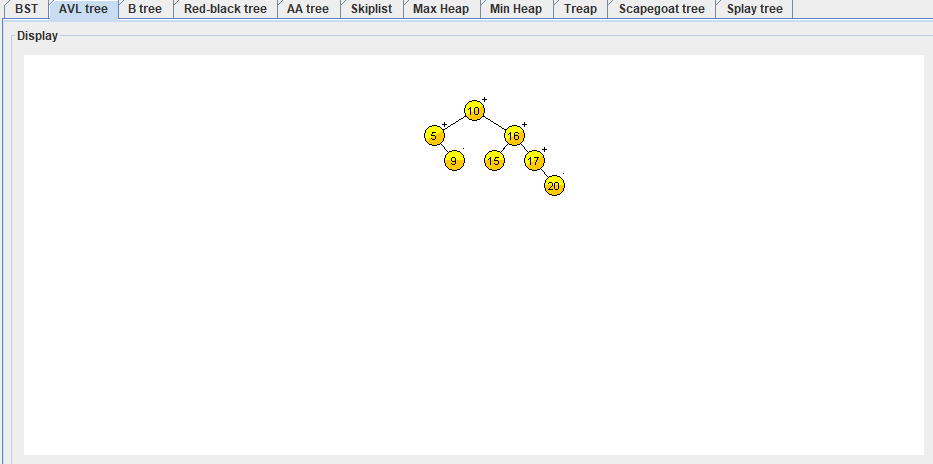 BST AVL tree B tree Red-black tree AA tree Skiplist Max Heap Min Heap Treap Scapegoat tree Splay tree
Display
10 +
5 + 16 +
9 · 15 17 +
20 ·